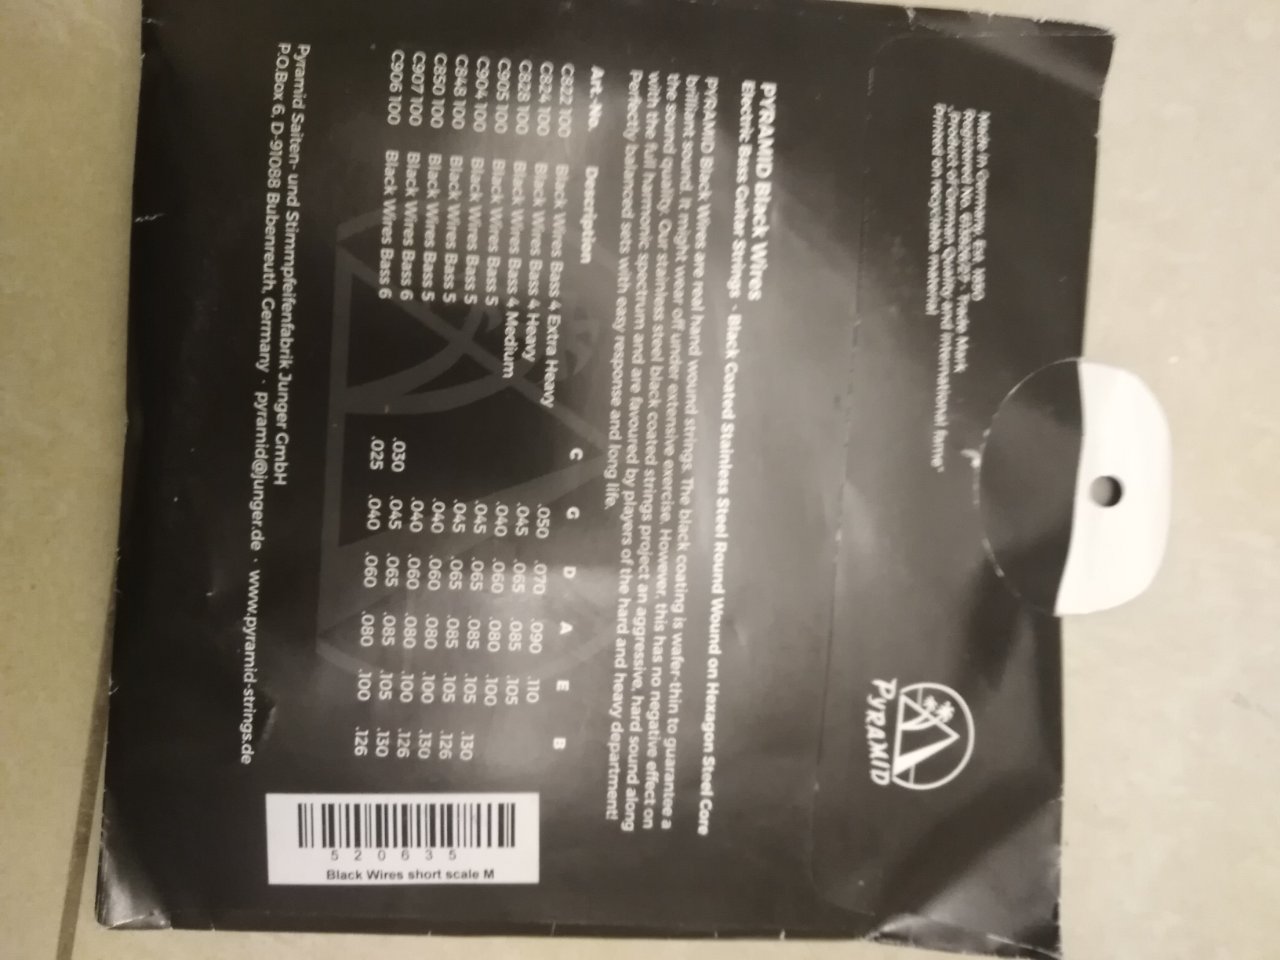 Made in Germany, Est.
Registered No. Trade Mark
„product of German Quality and international fame“
Printed on recyclable material
PYRAMID
PYRAMID Black Wires
Electric Bass Guitar Strings · Black Coated Stainless Steel Round Wound on Hexagon Steel Core
PYRAMID Black Wires are real hand wound strings. The black coating is wafer-thin to guarantee a
brilliant sound. It might wear off under extensive exercise. However, this has no negative effect on
the sound quality. Our stainless steel black coated strings project an aggressive, hard sound along
with the full harmonic spectrum and are favoured by players of the hard and heavy department!
Perfectly balanced sets with easy response and long life.
Art.-No. Description C G D A E B
C822 100 Black Wires Bass 4 Extra Heavy .050 .070 .090 .110
C824 100 Black Wires Bass 4 Heavy .045 .065 .085 .105
C828 100 Black Wires Bass 4 Medium .040 .060 .080 .100
C905 100 Black Wires Bass 5 .045 .065 .085 .105 .130
C904 100 Black Wires Bass 5 .045 .065 .085 .105 .126
C848 100 Black Wires Bass 5 .040 .060 .080 .100 .130
C850 100 Black Wires Bass 5 .040 .060 .080 .100 .126
C907 100 Black Wires Bass 6 .030 .045 .065 .085 .105 .130
C906 100 Black Wires Bass 6 .025 .040 .060 .080 .100 .126
Pyramid Saiten- und Stimmpfeifenfabrik Junger GmbH
P.O.Box 6, D-91088 Bubenreuth, Germany · pyramid@junger.de · www.pyramid-strings.de
5 2 0 6 3 5
Black Wires short scale M